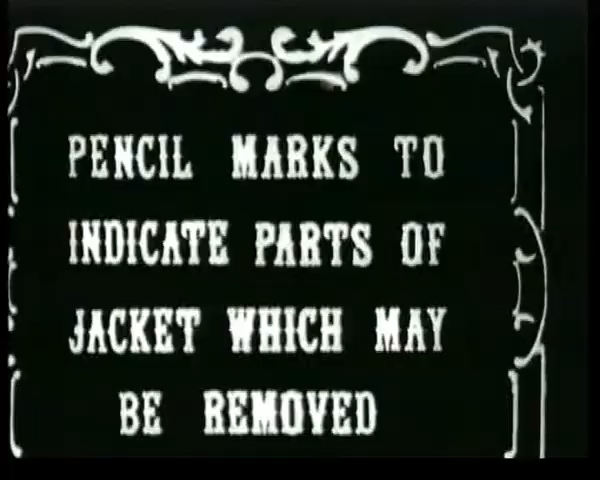 PENCIL MARKS TO
INDICATE PARTS OF
JACKET WHICH MAY
BE REMOVED